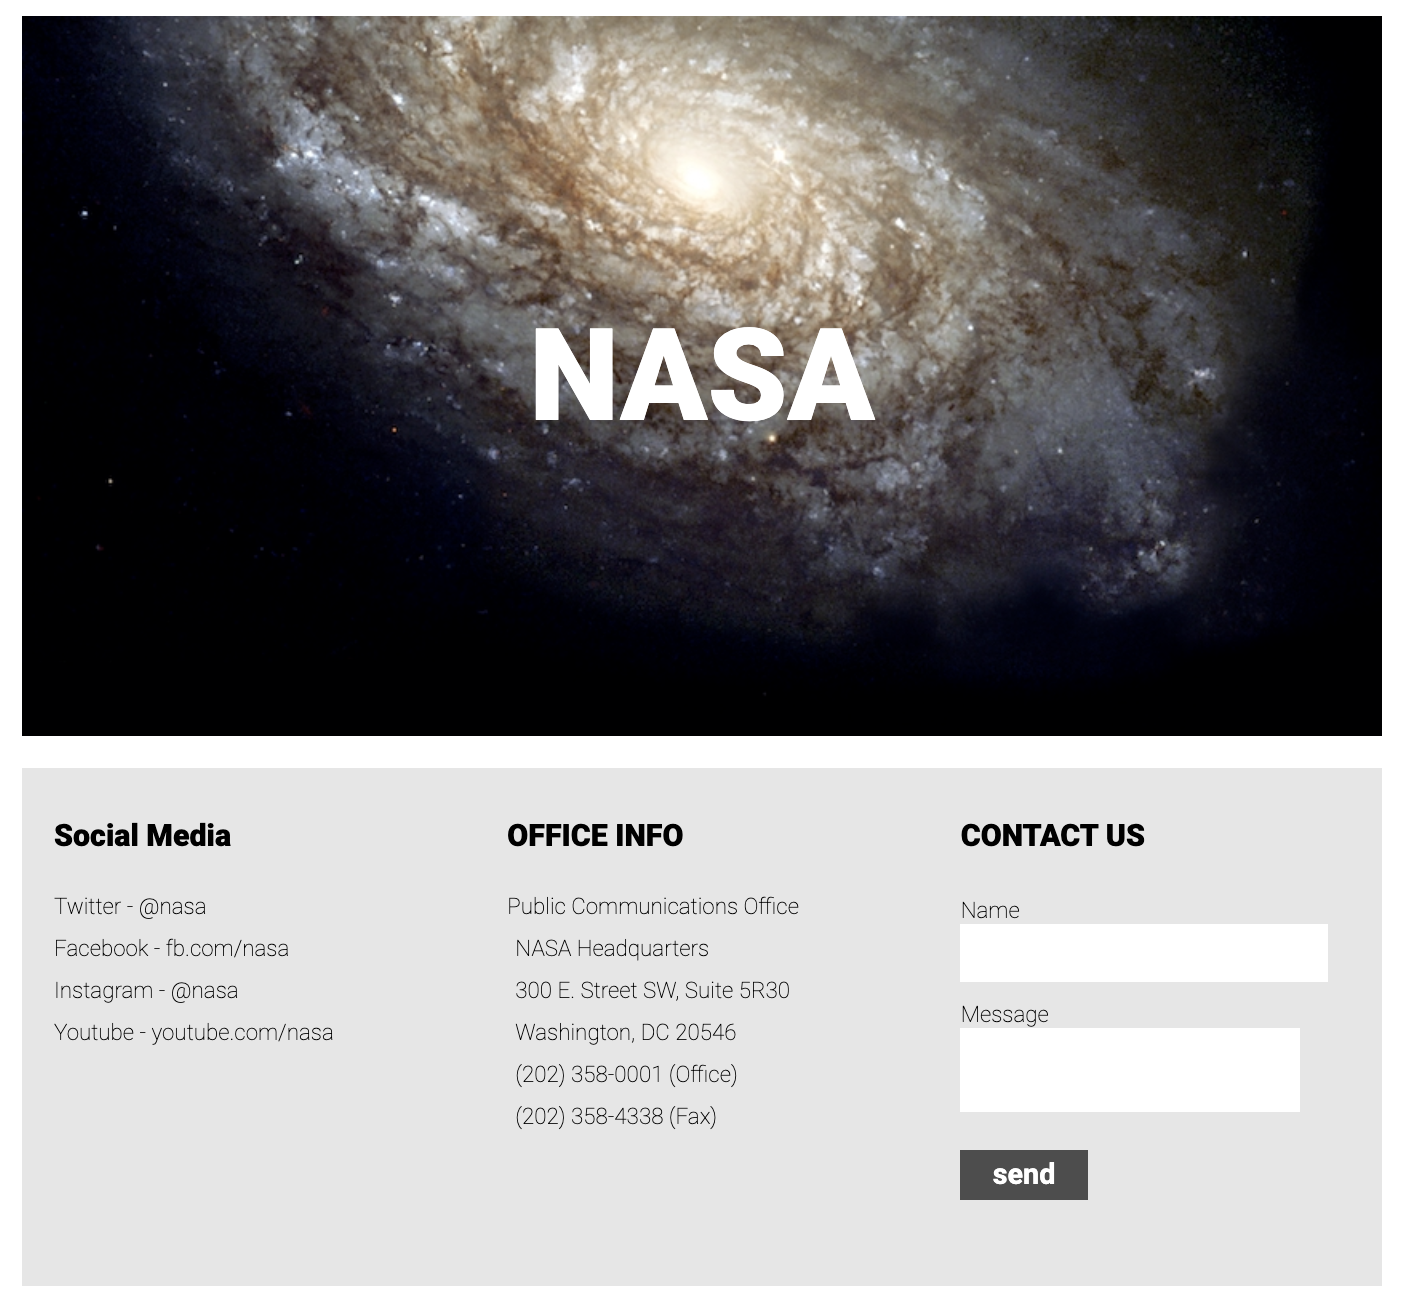 NASA
Social Media
Twitter - @nasa
Facebook - fb.com/nasa
Instagram - @nasa
Youtube - youtube.com/nasa
OFFICE INFO
Public Communications Office
NASA Headquarters
300 E. Street SW, Suite 5R30
Washington, DC 20546
(202) 358-0001 (Office)
(202) 358-4338 (Fax)
CONTACT US
Name
Message
send